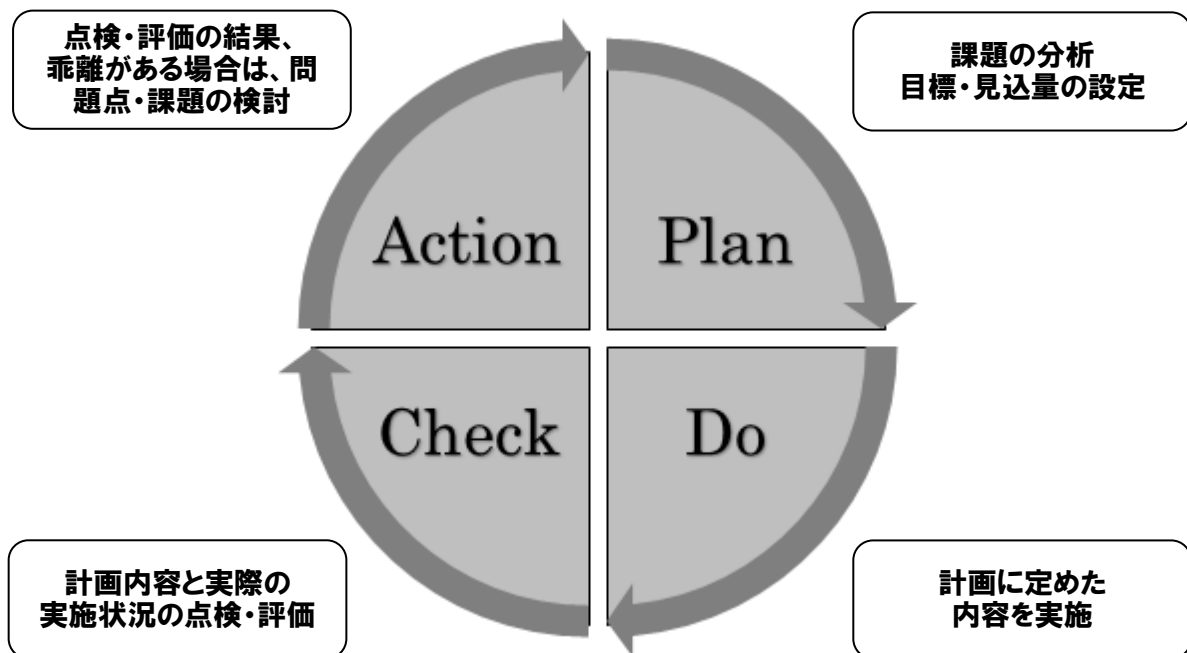 点検・評価の結果、
乖離がある場合は、問
題点・課題の検討
課題の分析
目標・見込量の設定
Action
Plan
Check
Do
計画内容と実際の
実施状況の点検・評価
計画に定めた
内容を実施